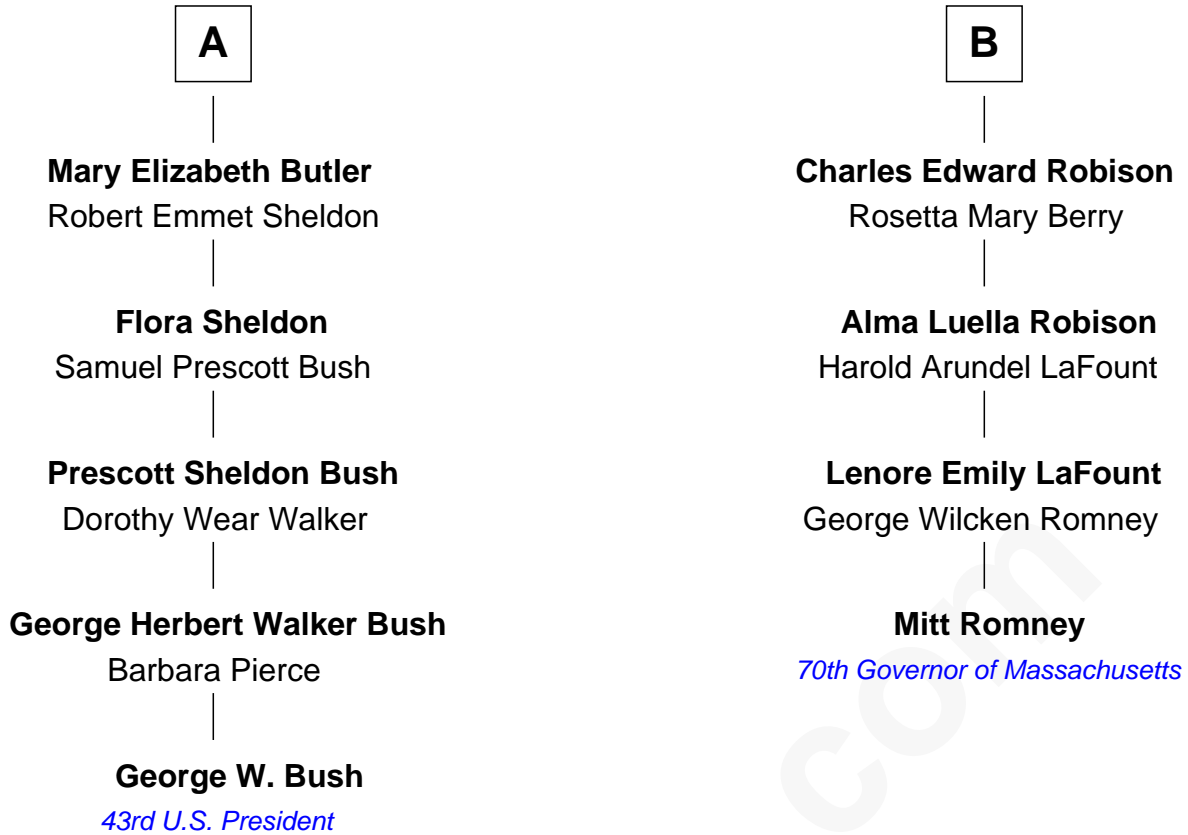 A
Mary Elizabeth Butler
Robert Emmet Sheldon
Flora Sheldon
Samuel Prescott Bush
Prescott Sheldon Bush
Dorothy Wear Walker
George Herbert Walker Bush
Barbara Pierce
George W. Bush
43rd U.S. President
B
Charles Edward Robison
Rosetta Mary Berry
Alma Luella Robison
Harold Arundel LaFount
Lenore Emily LaFount
George Wilcken Romney
Mitt Romney
70th Governor of Massachusetts
com